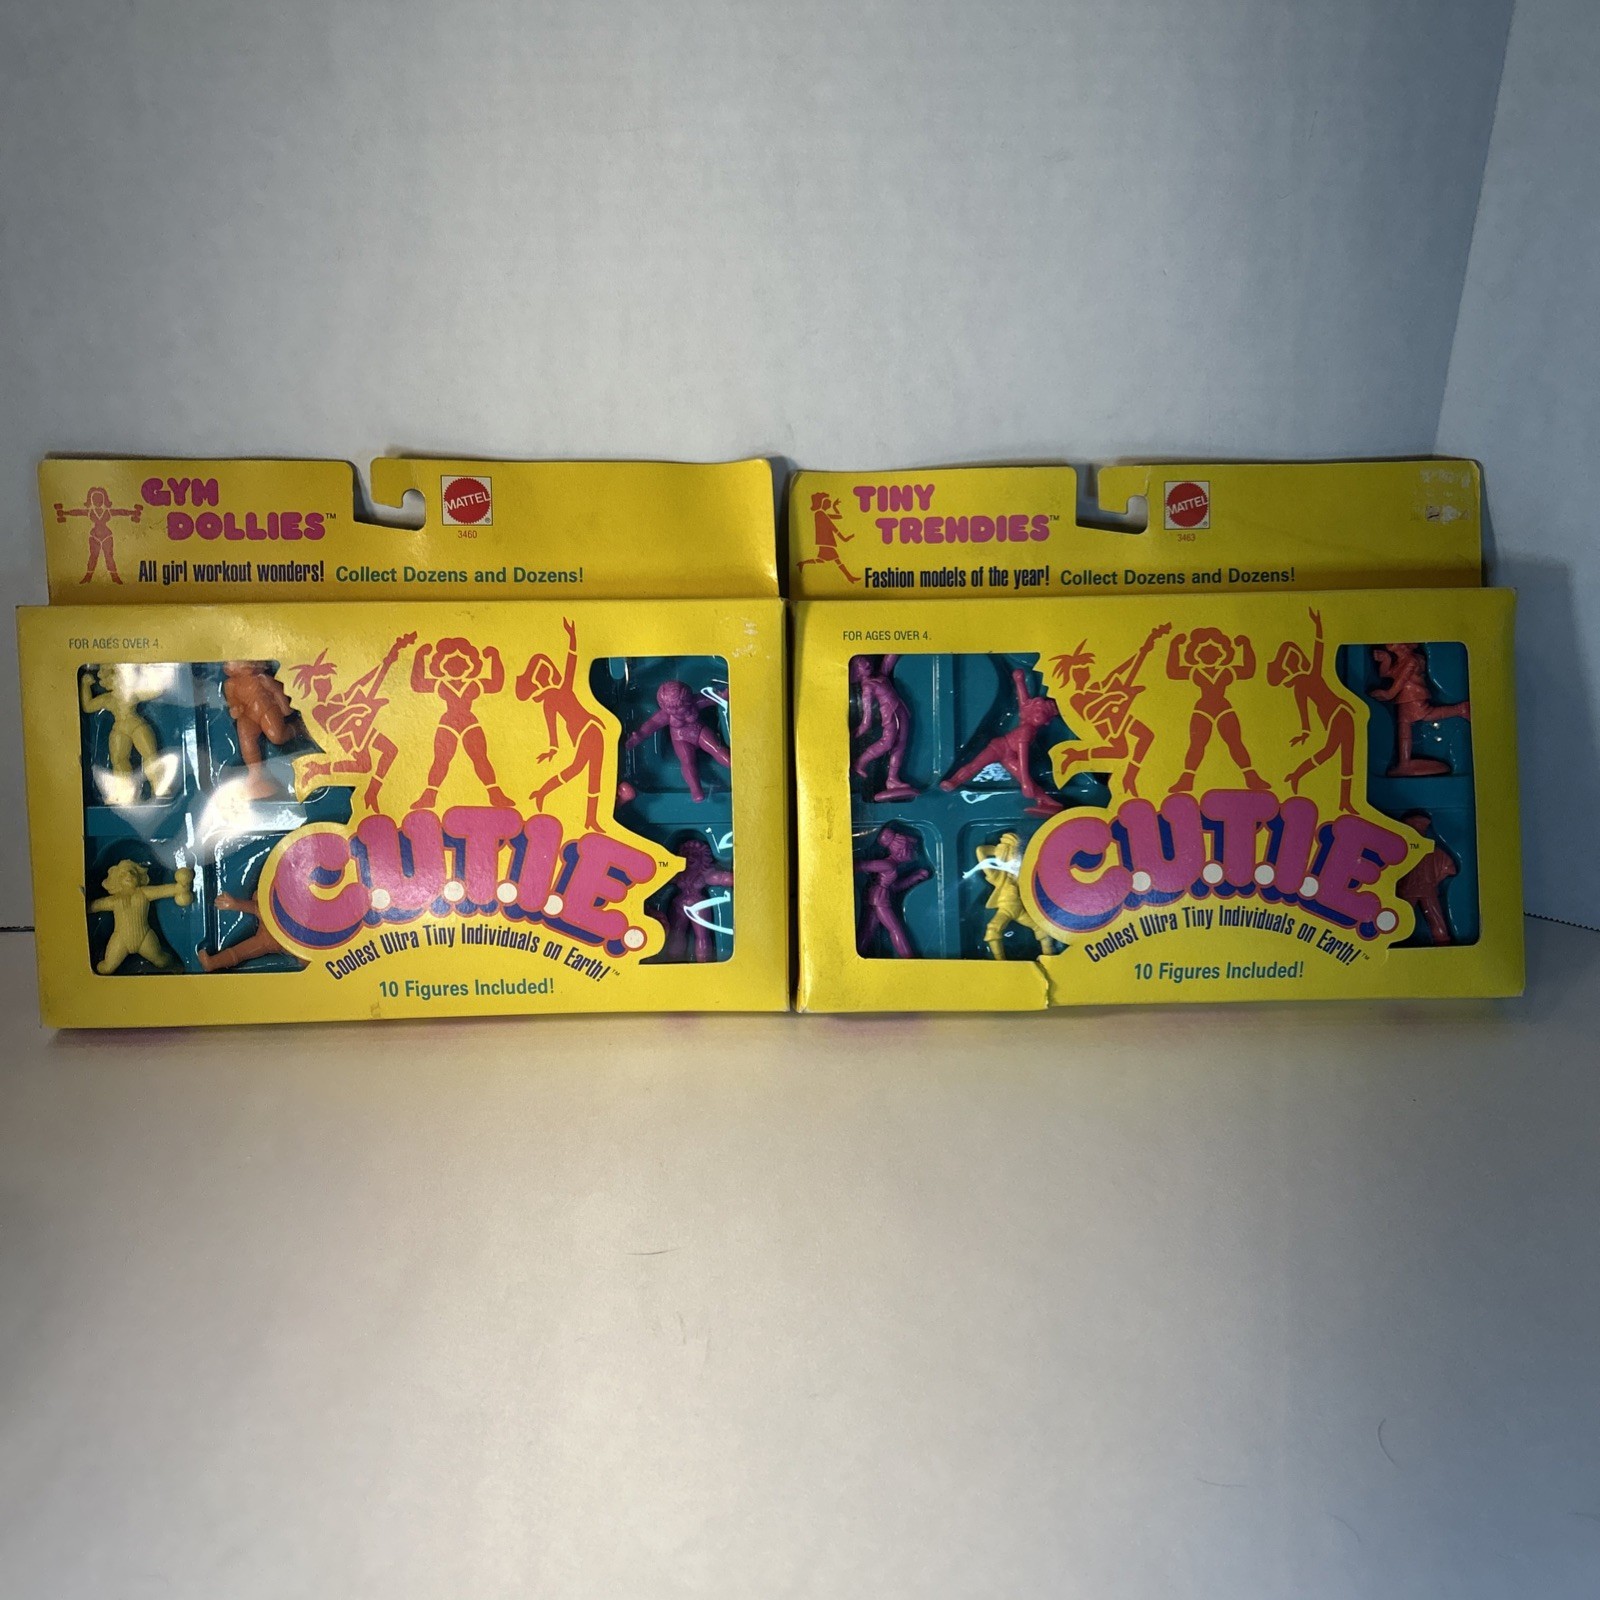 GYM
DOLLIES™
MATTEL®
3460
All girl workout wonders! Collect Dozens and Dozens!
FOR AGES OVER 4.
C.U.T.I.E.™
Coolest Ultra Tiny Individuals on Earth!™
10 Figures Included!
TINY
TRENDIES™
MATTEL®
3463
Fashion models of the year! Collect Dozens and Dozens!
FOR AGES OVER 4.
C.U.T.I.E.™
Coolest Ultra Tiny Individuals on Earth!™
10 Figures Included!